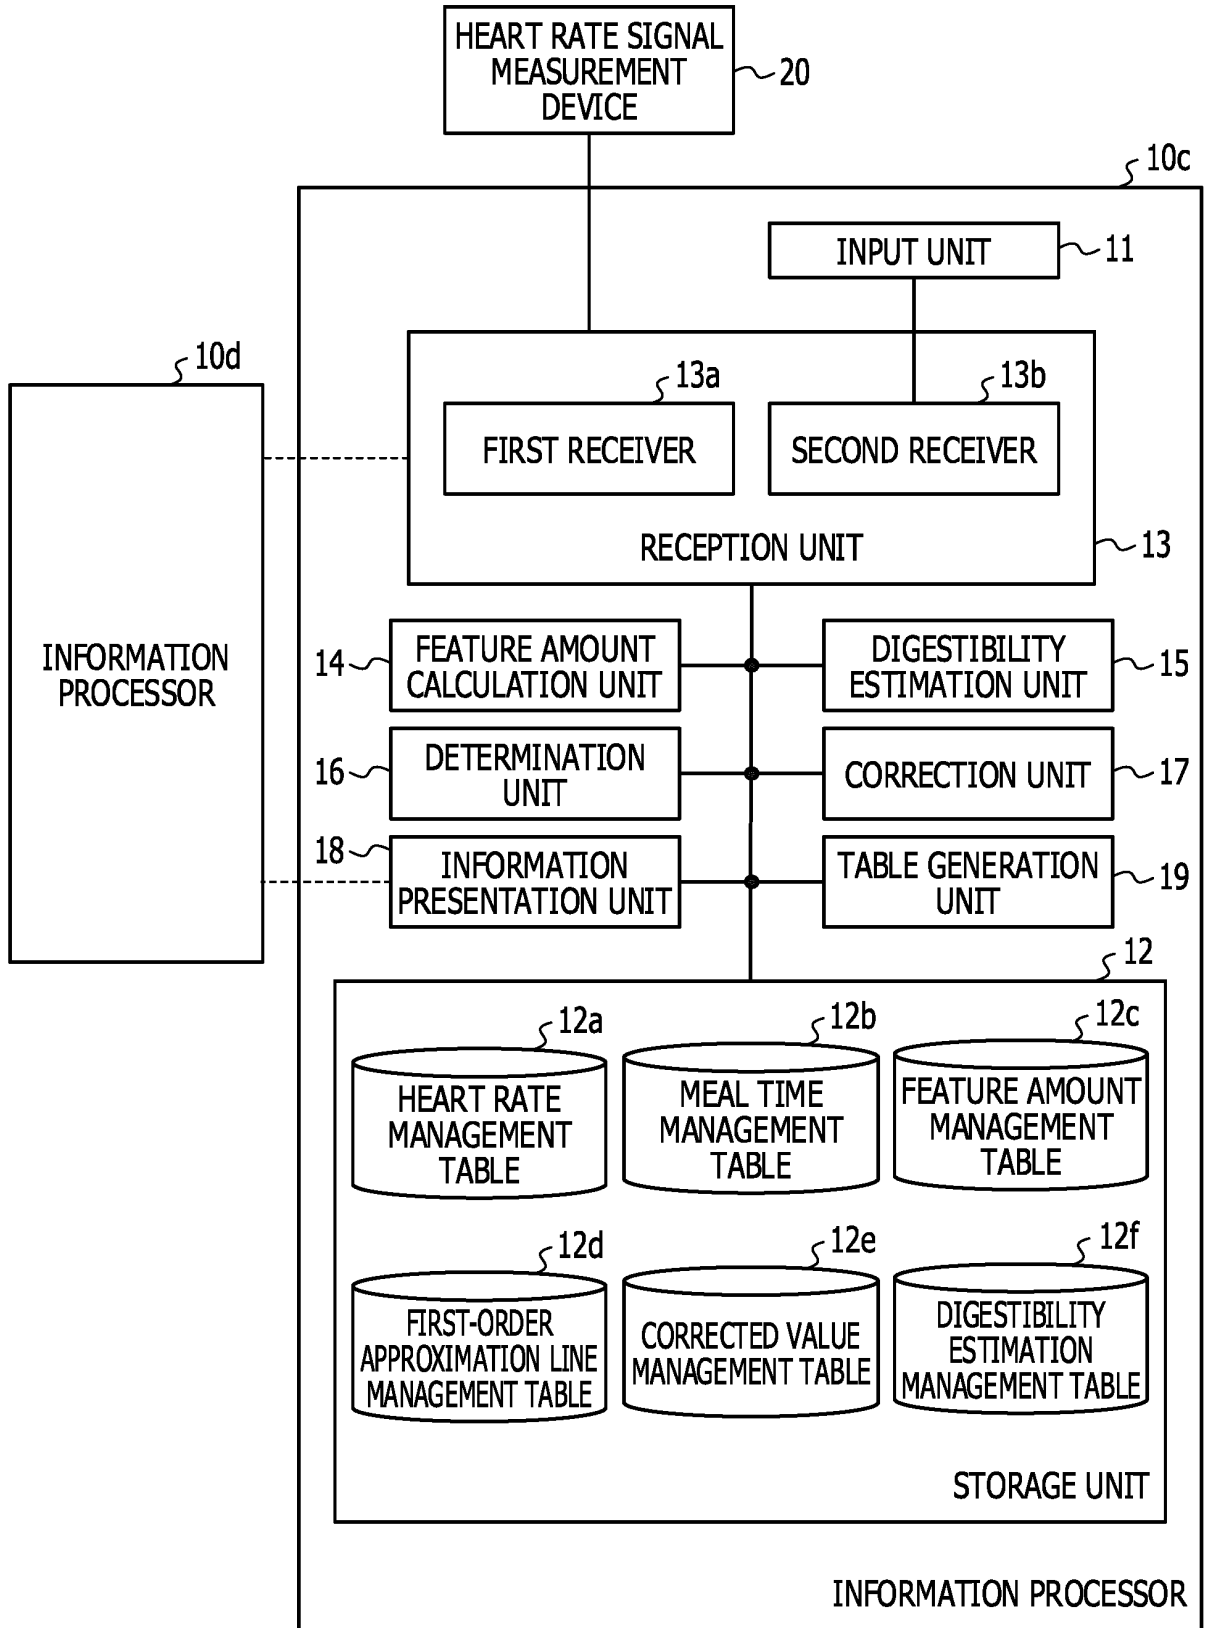 HEART RATE SIGNAL
MEASUREMENT
DEVICE
20
10c
INPUT UNIT
11
10d
13a
13b
FIRST RECEIVER
SECOND RECEIVER
RECEPTION UNIT
13
INFORMATION
PROCESSOR
14
FEATURE AMOUNT
CALCULATION UNIT
DIGESTIBILITY
ESTIMATION UNIT
15
16
DETERMINATION
UNIT
CORRECTION UNIT
17
18
INFORMATION
PRESENTATION UNIT
TABLE GENERATION
UNIT
19
12
12a
HEART RATE
MANAGEMENT
TABLE
12b
MEAL TIME
MANAGEMENT
TABLE
12c
FEATURE AMOUNT
MANAGEMENT
TABLE
12d
FIRST-ORDER
APPROXIMATION LINE
MANAGEMENT TABLE
12e
CORRECTED VALUE
MANAGEMENT TABLE
12f
DIGESTIBILITY
ESTIMATION
MANAGEMENT TABLE
STORAGE UNIT
INFORMATION PROCESSOR